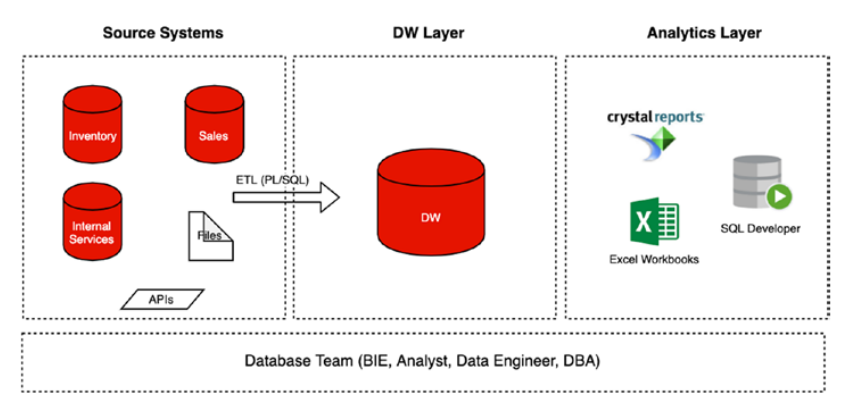 Source Systems
DW Layer
Analytics Layer
Inventory
Sales
Internal
Services
Files
APIs
ETL (PL/SQL)
DW
crystal reports
Excel Workbooks
SQL Developer
Database Team (BIE, Analyst, Data Engineer, DBA)